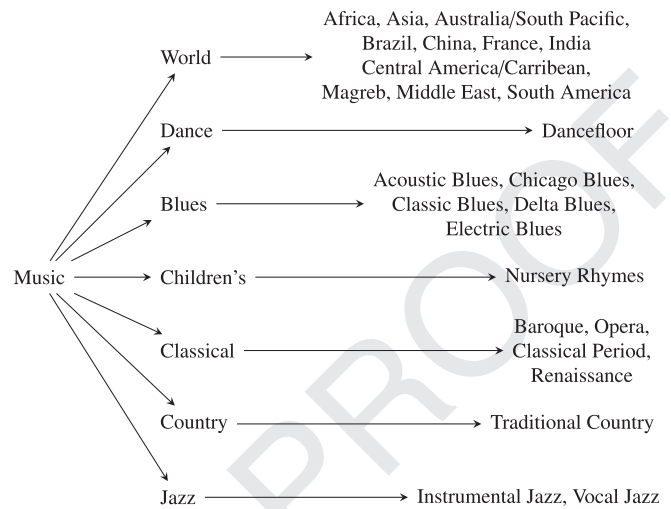 World
Africa, Asia, Australia/South Pacific,
Brazil, China, France, India
Central America/Carribean,
Magreb, Middle East, South America
Dance
Dancefloor
Blues
Acoustic Blues, Chicago Blues,
Classic Blues, Delta Blues,
Electric Blues
Music
Children's
Nursery Rhymes
Classical
Baroque, Opera,
Classical Period,
Renaissance
Country
Traditional Country
Jazz
Instrumental Jazz, Vocal Jazz
PROOF